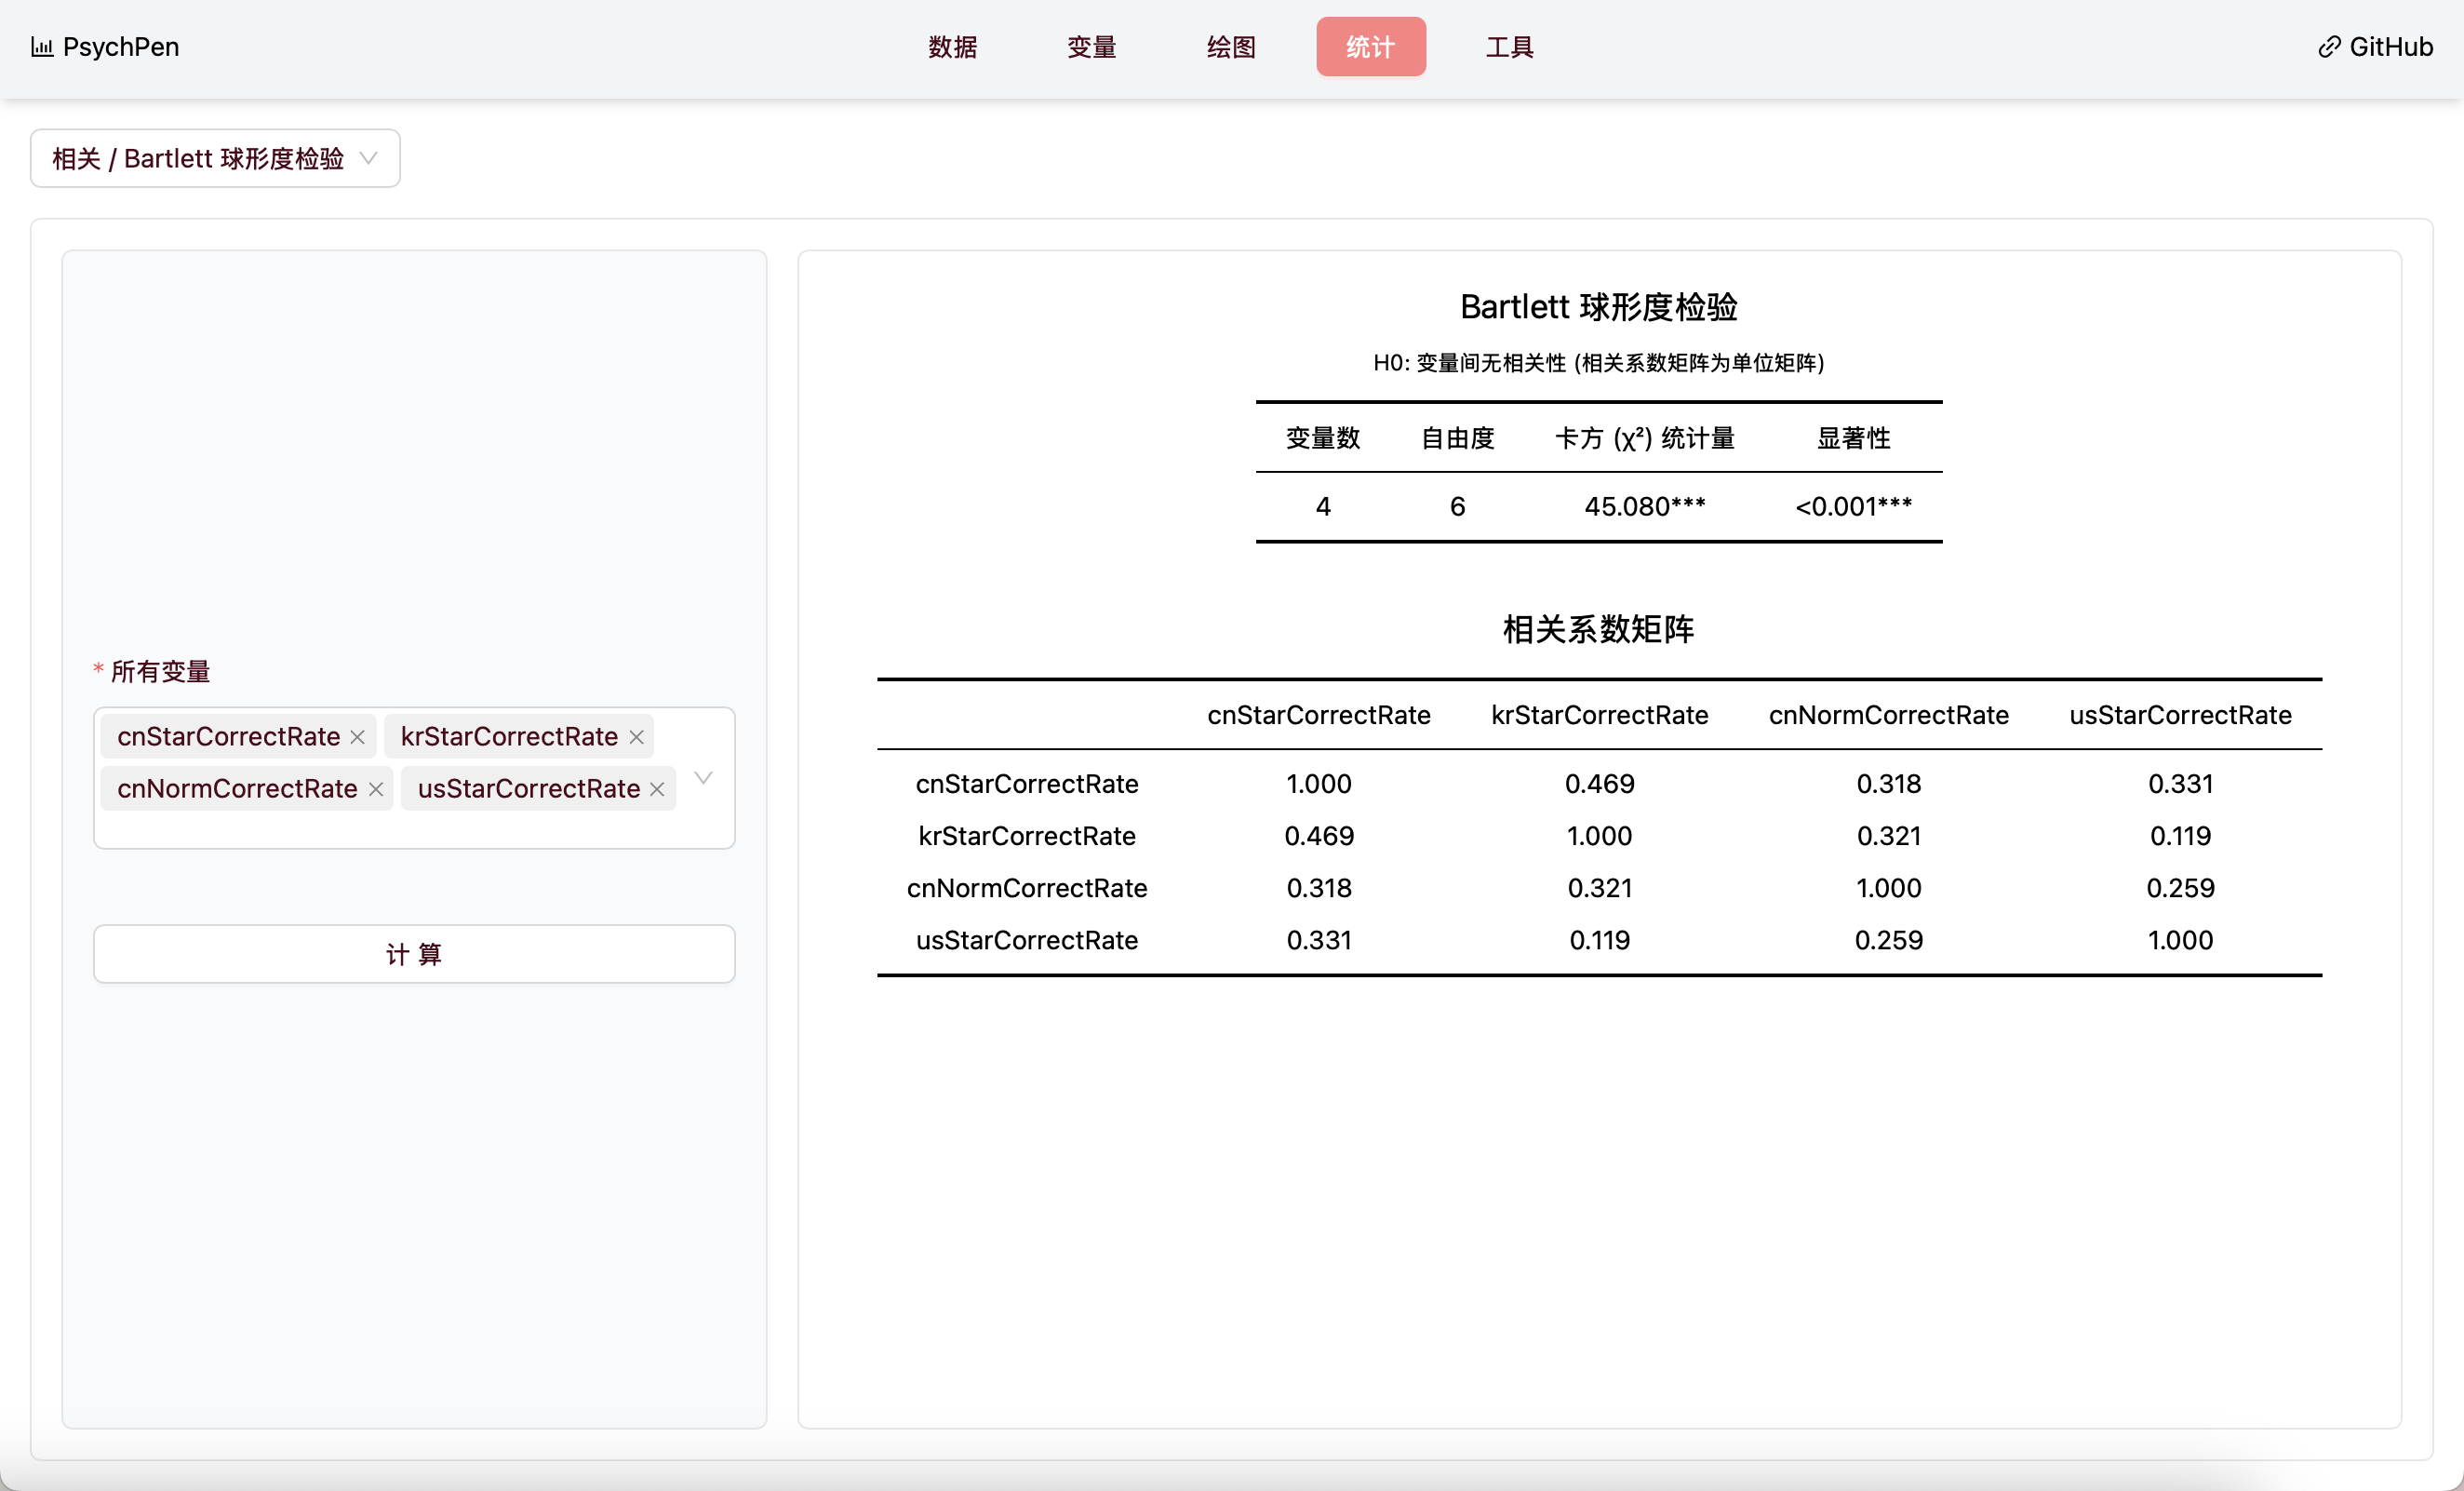 PsychPen 数据 变量 绘图 统计 工具 GitHub
相关 / Bartlett 球形度检验
* 所有变量
cnStarCorrectRate krStarCorrectRate
cnNormCorrectRate usStarCorrectRate
计 算
Bartlett 球形度检验
H0: 变量间无相关性 (相关系数矩阵为单位矩阵)
变量数 自由度 卡方 (χ²) 统计量 显著性
4 6 45.080*** <0.001***
相关系数矩阵
cnStarCorrectRate krStarCorrectRate cnNormCorrectRate usStarCorrectRate
cnStarCorrectRate 1.000 0.469 0.318 0.331
krStarCorrectRate 0.469 1.000 0.321 0.119
cnNormCorrectRate 0.318 0.321 1.000 0.259
usStarCorrectRate 0.331 0.119 0.259 1.000